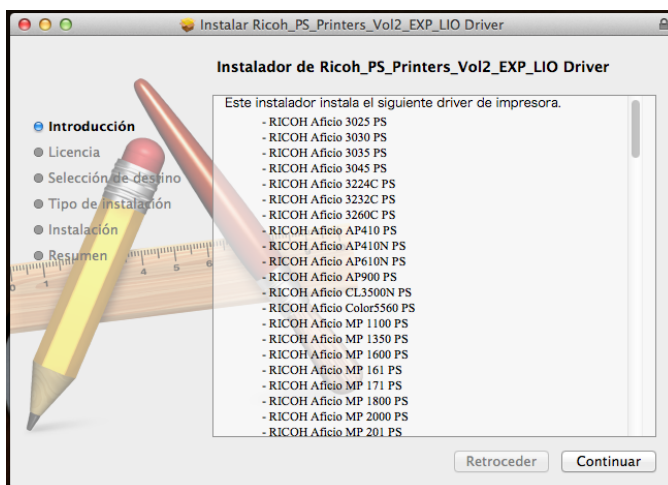 Instalar Ricoh_PS_Printers_Vol2_EXP_LIO Driver
Instalador de Ricoh_PS_Printers_Vol2_EXP_LIO Driver
Introducción
Licencia
Selección de destino
Tipo de instalación
Instalación
Resumen
Este instalador instala el siguiente driver de impresora.
- RICOH Aficio 3025 PS
- RICOH Aficio 3030 PS
- RICOH Aficio 3035 PS
- RICOH Aficio 3045 PS
- RICOH Aficio 3224C PS
- RICOH Aficio 3232C PS
- RICOH Aficio 3260C PS
- RICOH Aficio AP410 PS
- RICOH Aficio AP410N PS
- RICOH Aficio AP610N PS
- RICOH Aficio AP900 PS
- RICOH Aficio CL3500N PS
- RICOH Aficio Color5560 PS
- RICOH Aficio MP 1100 PS
- RICOH Aficio MP 1350 PS
- RICOH Aficio MP 1600 PS
- RICOH Aficio MP 161 PS
- RICOH Aficio MP 171 PS
- RICOH Aficio MP 1800 PS
- RICOH Aficio MP 2000 PS
- RICOH Aficio MP 201 PS
0 1 4 5 6
Retroceder Continuar